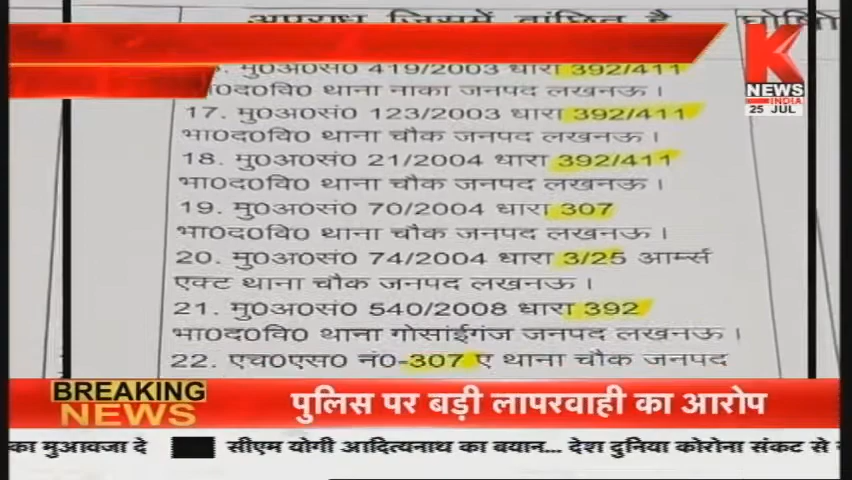 अपराध जिसमें वांछित है
मु0अ0सं0 419/2003 धारा 392/411
भा0द0वि0 थाना नाका जनपद लखनऊ।
17. मु0अ0सं0 123/2003 धारा 392/411
भा0द0वि0 थाना चौक जनपद लखनऊ।
18. मु0अ0सं0 21/2004 धारा 392/411
भा0द0वि0 थाना चौक जनपद लखनऊ।
19. मु0अ0सं0 70/2004 धारा 307
भा0द0वि0 थाना चौक जनपद लखनऊ।
20. मु0अ0सं0 74/2004 धारा 3/25 आर्म्स
एक्ट थाना चौक जनपद लखनऊ।
21. मु0अ0सं0 540/2008 धारा 392
भा0द0वि0 थाना गोसाईगंज जनपद लखनऊ।
22. एच0एस0 नं0-307 ए थाना चौक जनपद
K
NEWS
INDIA
25 JUL
BREAKING
NEWS
पुलिस पर बड़ी लापरवाही का आरोप
का मुआवजा दे सीएम योगी आदित्यनाथ का बयान... देश दुनिया कोरोना संकट से